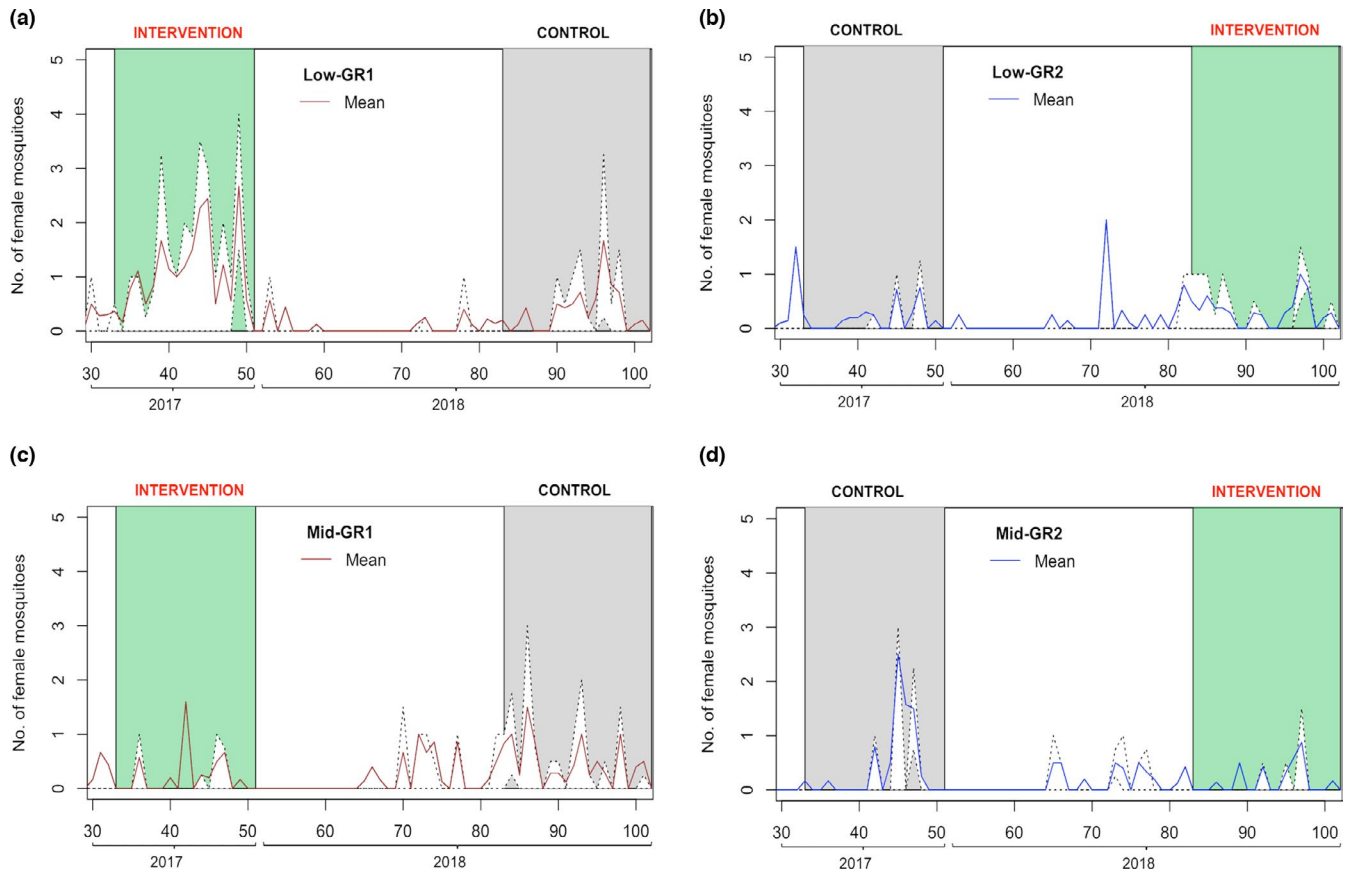 (a)
INTERVENTION CONTROL
Low-GR1
Mean
No. of female mosquitoes
5
4
3
2
1
0
30 40 50 60 70 80 90 100
2017 2018
(b)
CONTROL INTERVENTION
Low-GR2
Mean
No. of female mosquitoes
5
4
3
2
1
0
30 40 50 60 70 80 90 100
2017 2018
(c)
INTERVENTION CONTROL
Mid-GR1
Mean
No. of female mosquitoes
5
4
3
2
1
0
30 40 50 60 70 80 90 100
2017 2018
(d)
CONTROL INTERVENTION
Mid-GR2
Mean
No. of female mosquitoes
5
4
3
2
1
0
30 40 50 60 70 80 90 100
2017 2018